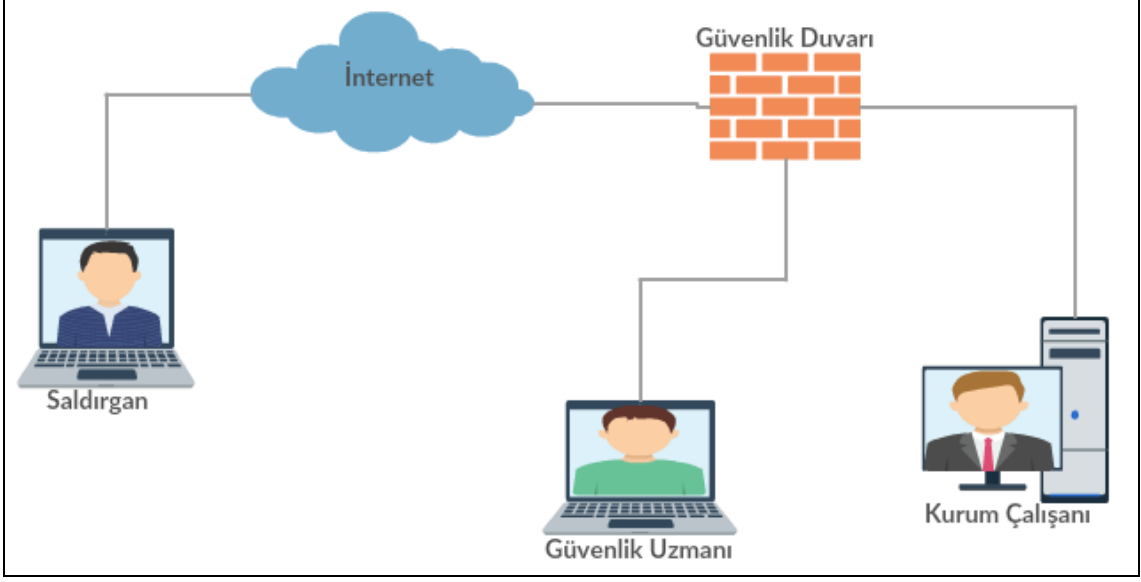 Güvenlik Duvarı
İnternet
Saldırgan
Güvenlik Uzmanı
Kurum Çalışanı